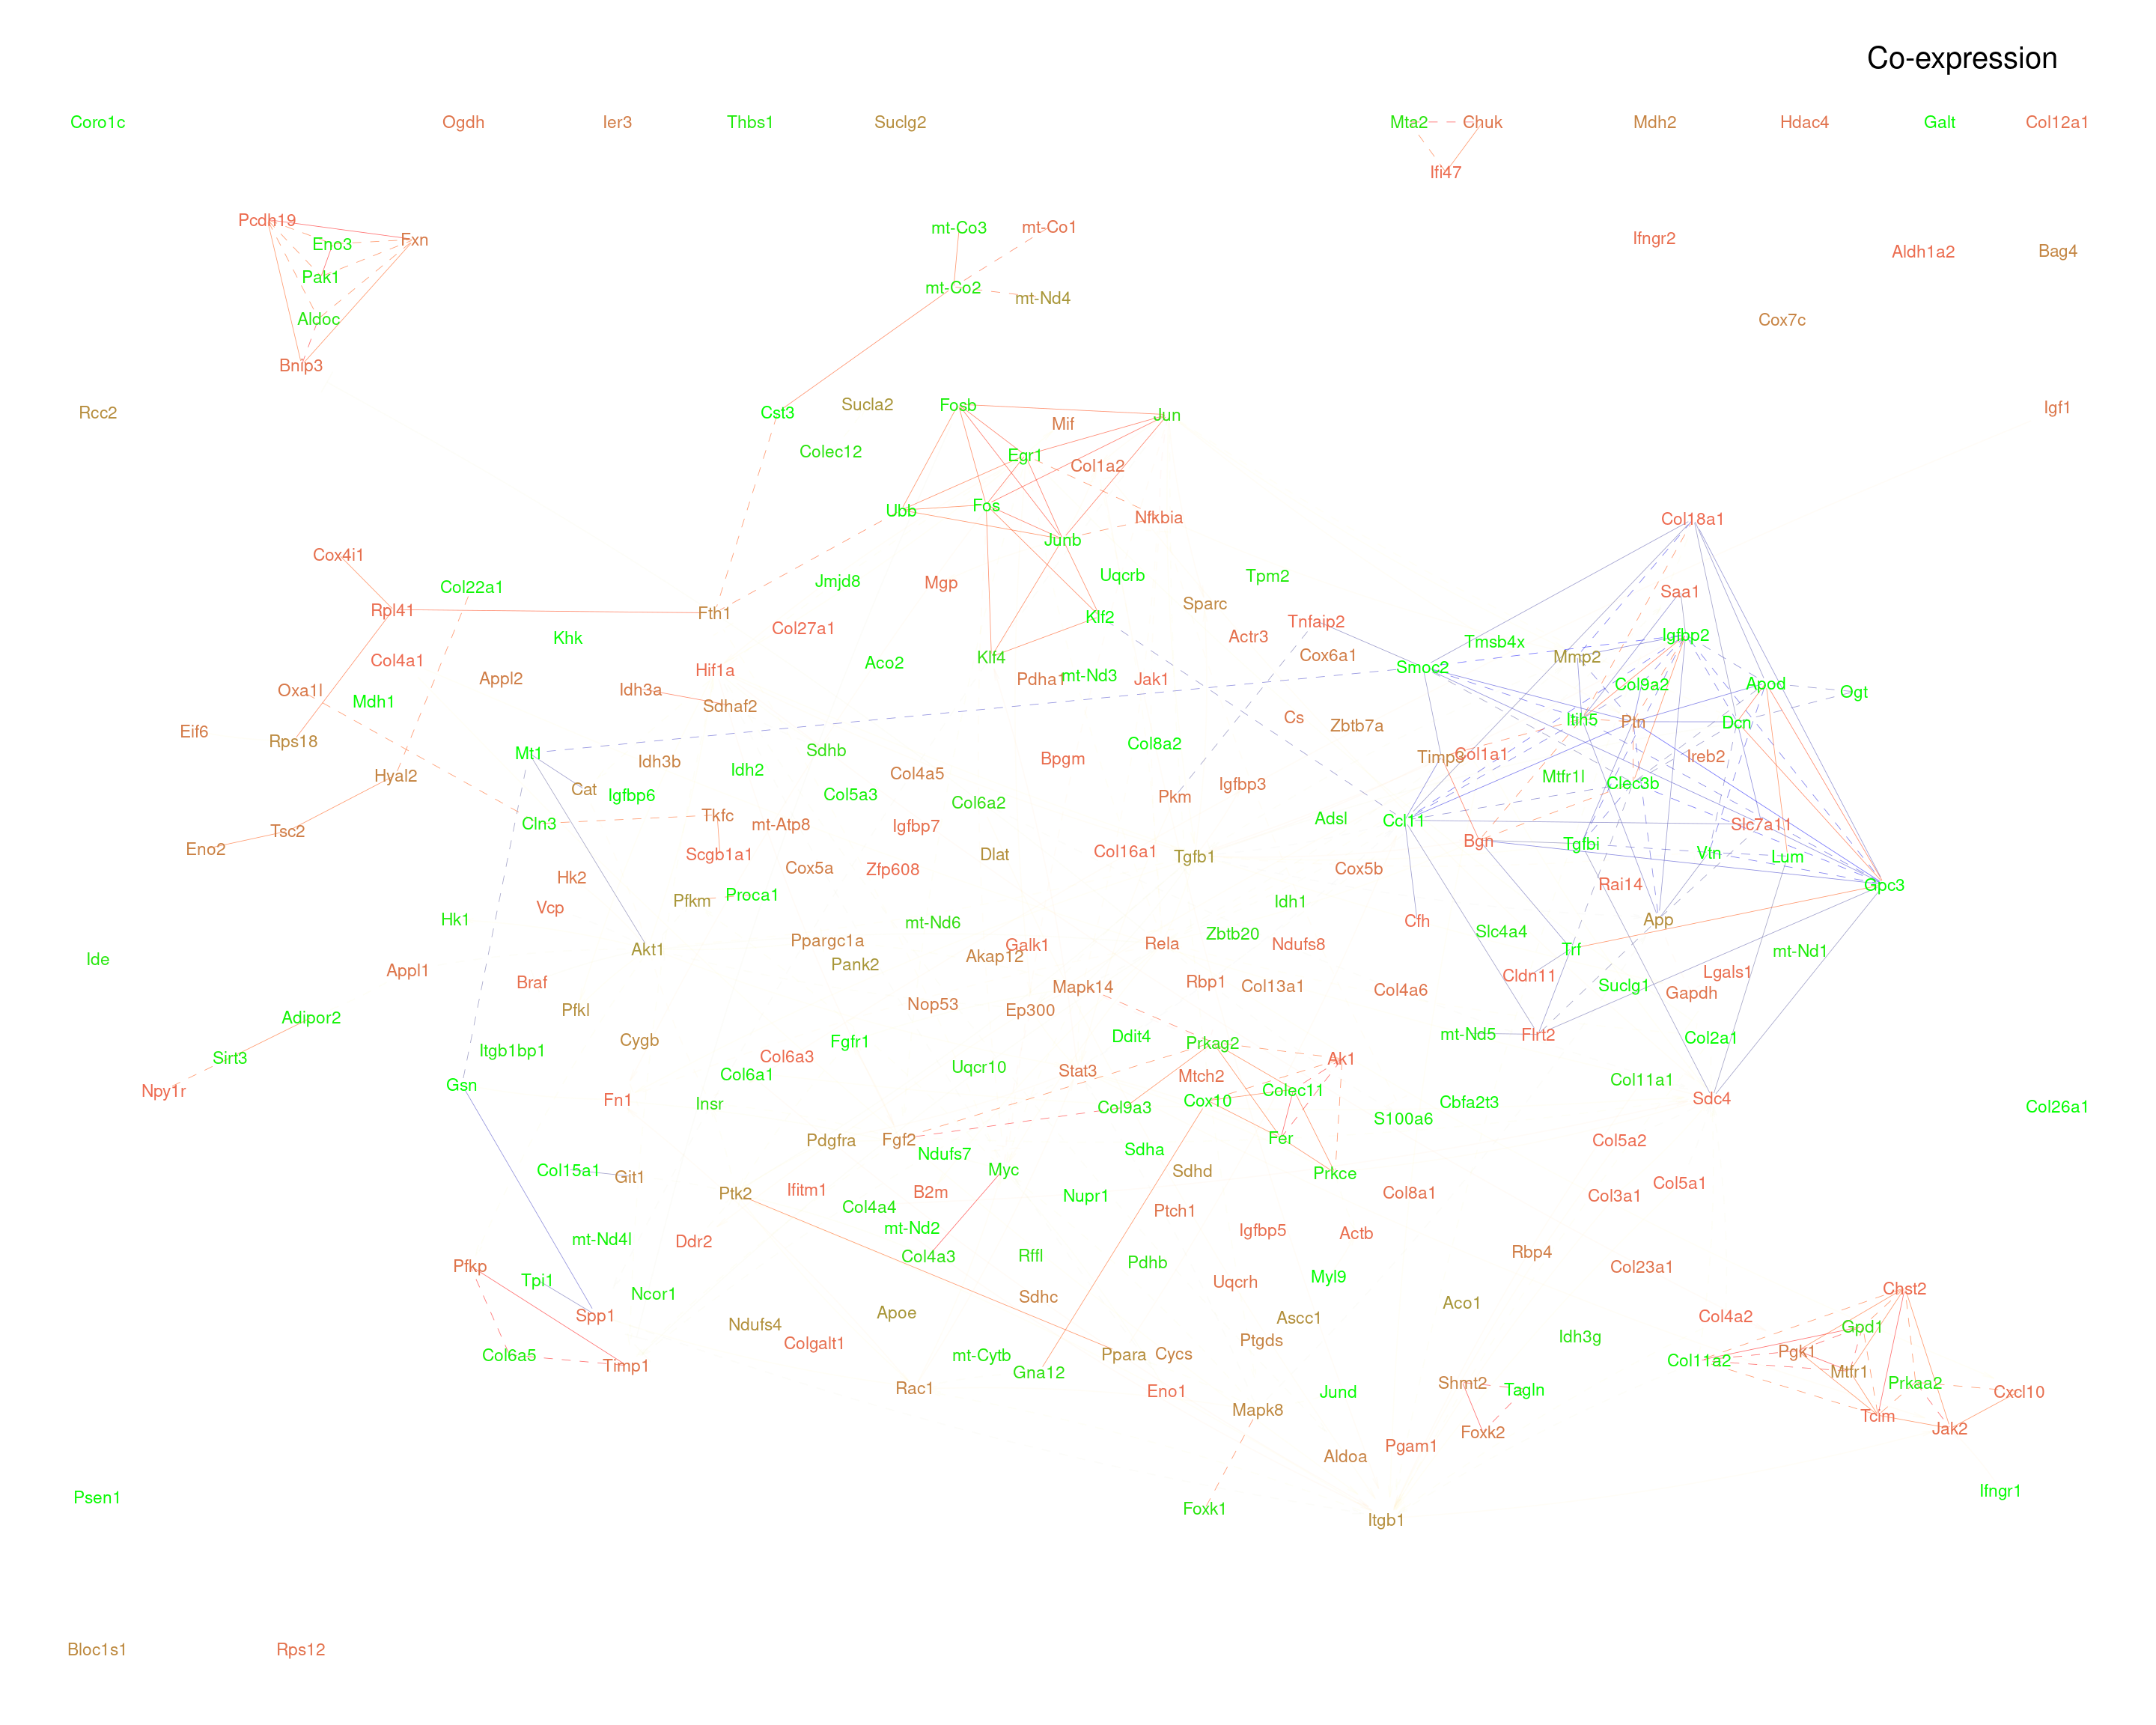 Co-expression
Coro1c
Ogdh
Ier3
Thbs1
Suclg2
Mta2
Chuk
Mdh2
Hdac4
Galt
Col12a1
Ifi47
Pcdh19
Eno3
Fxn
Pak1
Aldoc
Bnip3
mt-Co3
mt-Co1
mt-Co2
mt-Nd4
Ifngr2
Aldh1a2
Bag4
Cox7c
Rcc2
Cst3
Sucla2
Fosb
Mif
Jun
Igf1
Colec12
Egr1
Col1a2
Ubb
Fos
Nfkbia
Junb
Col18a1
Cox4i1
Col22a1
Jmjd8
Mgp
Uqcrb
Tpm2
Saa1
Rpl41
Fth1
Sparc
Klf2
Tnfaip2
Khk
Col27a1
Actr3
Tmsb4x
Igfbp2
Col4a1
Appl2
Hif1a
Aco2
Klf4
Cox6a1
Smoc2
Mmp2
Oxa1l
Mdh1
Idh3a
Sdhaf2
Pdha1
mt-Nd3
Jak1
Col9a2
Apod
Ogt
Eif6
Rps18
Cs
Zbtb7a
Itih5
Ptn
Dcn
Mt1
Idh3b
Sdhb
Col8a2
Timp3
Col1a1
Ireb2
Hyal2
Cat
Igfbp6
Idh2
Col4a5
Bpgm
Igfbp3
Mtfr1l
Clec3b
Col5a3
Col6a2
Pkm
Tsc2
Cln3
Tkfc
mt-Atp8
Igfbp7
Adsl
Ccl11
Slc7a11
Eno2
Scgb1a1
Cox5a
Zfp608
Dlat
Col16a1
Tgfb1
Cox5b
Bgn
Tgfbi
Vtn
Lum
Hk2
Rai14
Gpc3
Vcp
Pfkm
Proca1
Idh1
Hk1
mt-Nd6
Zbtb20
Cfh
Slc4a4
App
Ide
Akt1
Ppargc1a
Pank2
Akap12
Galk1
Rela
Ndufs8
Trf
mt-Nd1
Appl1
Braf
Mapk14
Rbp1
Col13a1
Col4a6
Cldn11
Suclg1
Lgals1
Gapdh
Adipor2
Pfkl
Nop53
Ep300
Sirt3
Itgb1bp1
Cygb
Fgfr1
Ddit4
Prkag2
mt-Nd5
Flrt2
Col2a1
Npy1r
Gsn
Col6a3
Col6a1
Uqcr10
Stat3
Mtch2
Ak1
Colec11
Col11a1
Fn1
Insr
Col9a3
Cox10
S100a6
Cbfa2t3
Sdc4
Col26a1
Pdgfra
Fgf2
Ndufs7
Sdha
Fer
Col5a2
Col15a1
Git1
Myc
Sdhd
Prkce
Ptk2
Ifitm1
Col4a4
B2m
Nupr1
Ptch1
Col8a1
Col3a1
Col5a1
mt-Nd4l
Ddr2
mt-Nd2
Col4a3
Rffl
Pdhb
Igfbp5
Actb
Rbp4
Pfkp
Tpi1
Ncor1
Sdhc
Uqcrh
Myl9
Col23a1
Chst2
Spp1
Ndufs4
Apoe
Ascc1
Aco1
Col4a2
Gpd1
Col6a5
Timp1
Colgalt1
mt-Cytb
Gna12
Ppara
Cycs
Ptgds
Idh3g
Col11a2
Pgk1
Mtfr1
Rac1
Eno1
Jund
Shmt2
Tagln
Prkaa2
Cxcl10
Mapk8
Foxk2
Tcim
Jak2
Aldoa
Pgam1
Psen1
Foxk1
Itgb1
Ifngr1
Bloc1s1
Rps12